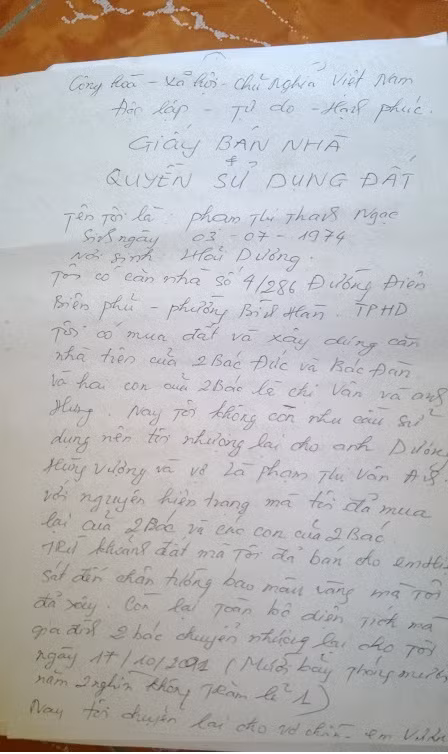 Cộng hoà - xã hội - chủ nghĩa Việt Nam
Độc lập - Tự do - Hạnh phúc.
GIẤY BÁN NHÀ
&
QUYỀN SỬ DỤNG ĐẤT
Tên tôi là: phạm Thị Thanh Ngọc
Sinh ngày 03 - 07 - 1974
Nơi sinh Hải Dương.
Tôi có căn nhà số 4/286 Đường Điện
Biên phủ - phường Bình Hàn. TPHD
Tôi có mua đất và xây dựng căn
nhà trên của 2 Bác Đức và Bác Đan
và hai con của 2 Bác là chị Vân và anh
Hưng. Nay tôi không còn nhu cầu sử
dụng nên tôi nhượng lại cho anh Dương
Hùng Vương và vợ Là phạm Thị Vân Anh.
với nguyên hiện trạng mà tôi đã mua
lại của 2 Bác và các con của 2 Bác
Trừ khoảnh đất mà Tôi đã bán cho em
sát đến chân tường bao màu vàng mà Tôi
đã xây. Còn lại Toàn bộ diện Tích mà
gia đình 2 bác chuyển nhượng lại cho Tôi
ngày 17/10/2001 (Mười bảy Tháng mười
năm 2 nghìn không Trăm lẻ 1)
Nay tôi chuyển lại cho vợ chồng em